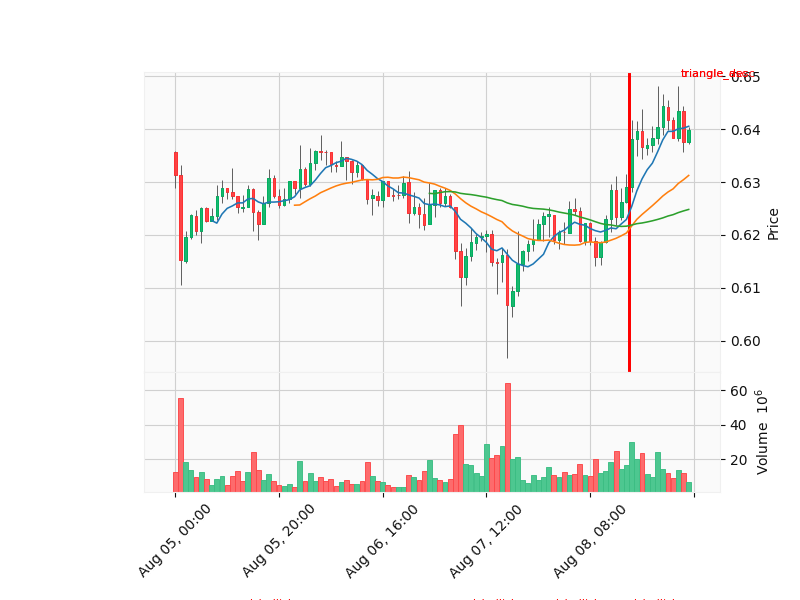 triangle_desc
0.65
0.64
0.63
0.62
0.61
0.60
Price
60
40
20
Volume 10^6
Aug 05, 00:00
Aug 05, 20:00
Aug 06, 16:00
Aug 07, 12:00
Aug 08, 08:00